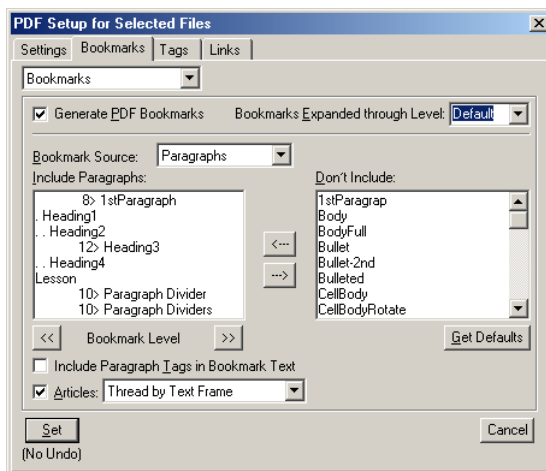 PDF Setup for Selected Files
Settings Bookmarks Tags Links
Bookmarks
Generate PDF Bookmarks Bookmarks Expanded through Level: Default
Bookmark Source: Paragraphs
Include Paragraphs: Don't Include:
8> 1stParagraph
. Heading1
. . Heading2
12> Heading3
. . Heading4
Lesson
10> Paragraph Divider
10> Paragraph Dividers
<---
--->
1stParagrap
Body
BodyFull
Bullet
Bullet-2nd
Bulleted
CellBody
CellBodyRotate
<< Bookmark Level >> Get Defaults
Include Paragraph Tags in Bookmark Text
Articles: Thread by Text Frame
Set Cancel
(No Undo)